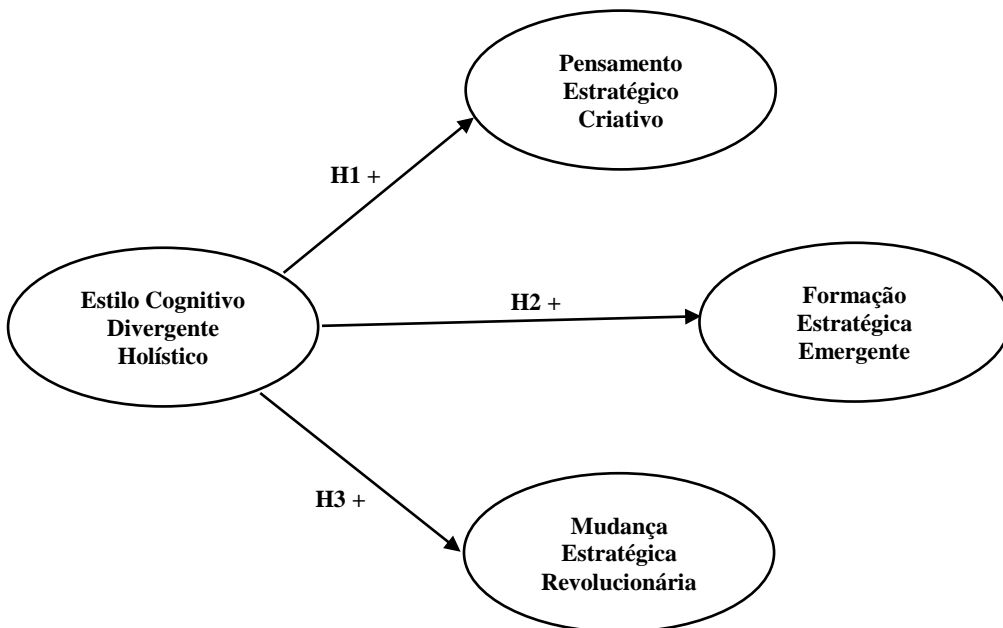 Pensamento
Estratégico
Criativo
H1 +
Estilo Cognitivo
Divergente
Holístico
H2 +
Formação
Estratégica
Emergente
H3 +
Mudança
Estratégica
Revolucionária